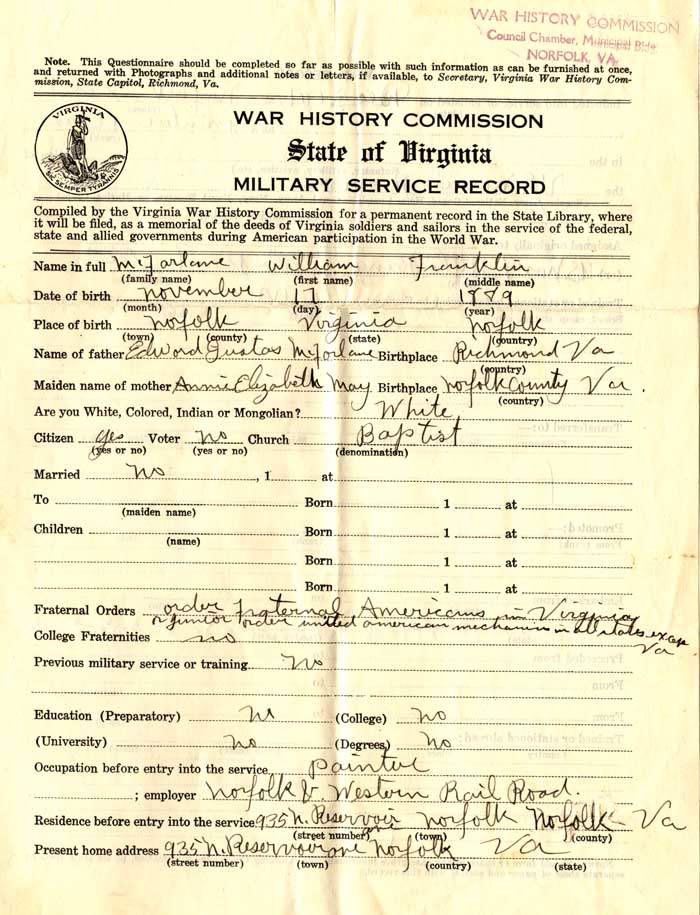 WAR HISTORY COMMISSION
Council Chamber, Municipal Bldg
NORFOLK, VA.
Note. This Questionnaire should be completed so far as possible with such information as can be furnished at once,
and returned with Photographs and additional notes or letters, if available, to Secretary, Virginia War History Com-
mission, State Capitol, Richmond, Va.
VIRGINIA
SIC SEMPER TYRANNIS
WAR HISTORY COMMISSION
State of Virginia
MILITARY SERVICE RECORD
Compiled by the Virginia War History Commission for a permanent record in the State Library, where
it will be filed, as a memorial of the deeds of Virginia soldiers and sailors in the service of the federal,
state and allied governments during American participation in the World War.
Name in full McFarlane William Franklin
(family name) (first name) (middle name)
Date of birth November 17
(month) (day) (year)
Place of birth Norfolk Virginia Norfolk
(town) (county) (state) (country)
Name of father Edword Gustas McFarlane Birthplace Richmond Va
(country)
Maiden name of mother Annie Elizabeth May Birthplace Norfolk County Va.
(country)
Are you White, Colored, Indian or Mongolian? White
Citizen yes Voter No Church Baptist
(yes or no) (yes or no) (denomination)
Married No , 1 at
To Born 1 at
(maiden name)
Children Born 1 at
(name)
Born 1 at
Born 1 at
Fraternal Orders order Fraternal Americans in Virginia
or junior order united american mechanics in all states except
Va
College Fraternities no
Previous military service or training No
Education (Preparatory) (College) No
(University) No (Degrees) No
Occupation before entry into the service Painter
; employer Norfolk & Western Rail Road.
Residence before entry into the service 935 N. Reservoir ave Norfolk Norfolk - Va
(street number) (town) (county)
Present home address 935 N. Reservoir ave Norfolk Va
(street number) (town) (country) (state)